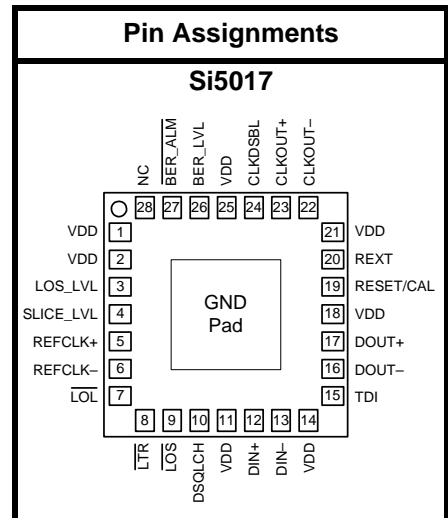 Pin Assignments
Si5017
NC
BER_ALM
BER_LVL
VDD
CLKDSBL
CLKOUT+
CLKOUT–
28 27 26 25 24 23 22
VDD 1
VDD 2
LOS_LVL 3
SLICE_LVL 4
REFCLK+ 5
REFCLK– 6
LOL 7
GND
Pad
21 VDD
20 REXT
19 RESET/CAL
18 VDD
17 DOUT+
16 DOUT–
15 TDI
8 9 10 11 12 13 14
LTR
LOS
DSQLCH
VDD
DIN+
DIN–
VDD